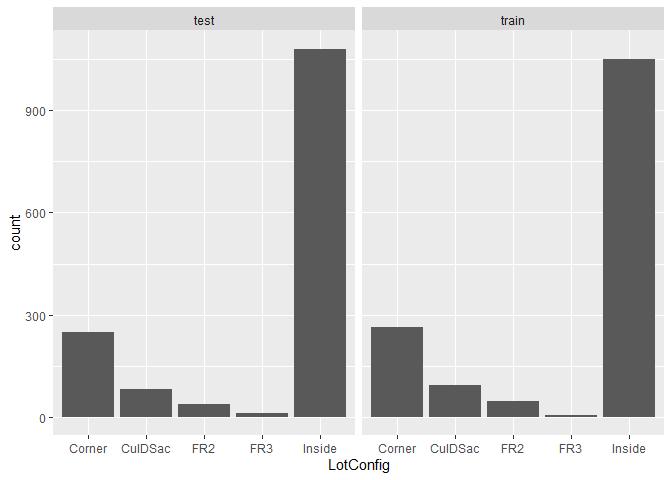 test train
count
900
600
300
0
Corner CulDSac FR2 FR3 Inside Corner CulDSac FR2 FR3 Inside
LotConfig